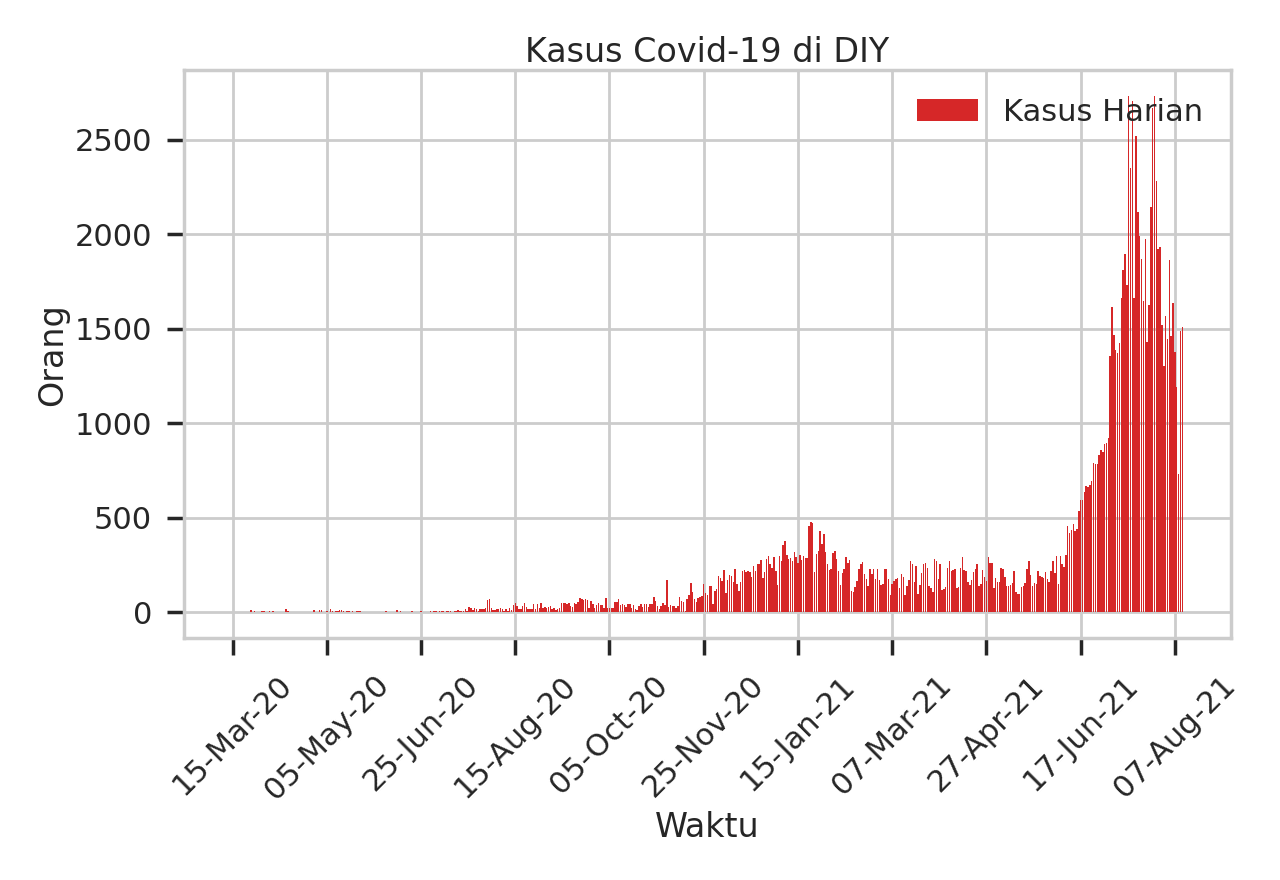 Kasus Covid-19 di DIY
Kasus Harian
Orang
2500
2000
1500
1000
500
0
15-Mar-20
05-May-20
25-Jun-20
15-Aug-20
05-Oct-20
25-Nov-20
15-Jan-21
07-Mar-21
27-Apr-21
17-Jun-21
07-Aug-21
Waktu